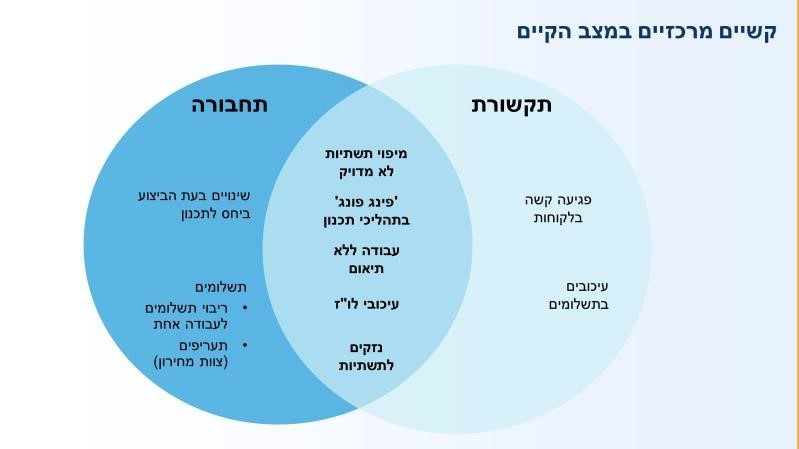 קשיים מרכזיים במצב הקיים
תקשורת
פגיעה קשה
בלקוחות
עיכובים
בתשלומים
מיפוי תשתיות
לא מדויק
'פינג פונג'
בתהליכי תכנון
עבודה ללא
תיאום
עיכובי לו"ז
נזקים
לתשתיות
תחבורה
שינויים בעת הביצוע
ביחס לתכנון
תשלומים
• ריבוי תשלומים
לעבודה אחת
• תעריפים
(צוות מחירון)